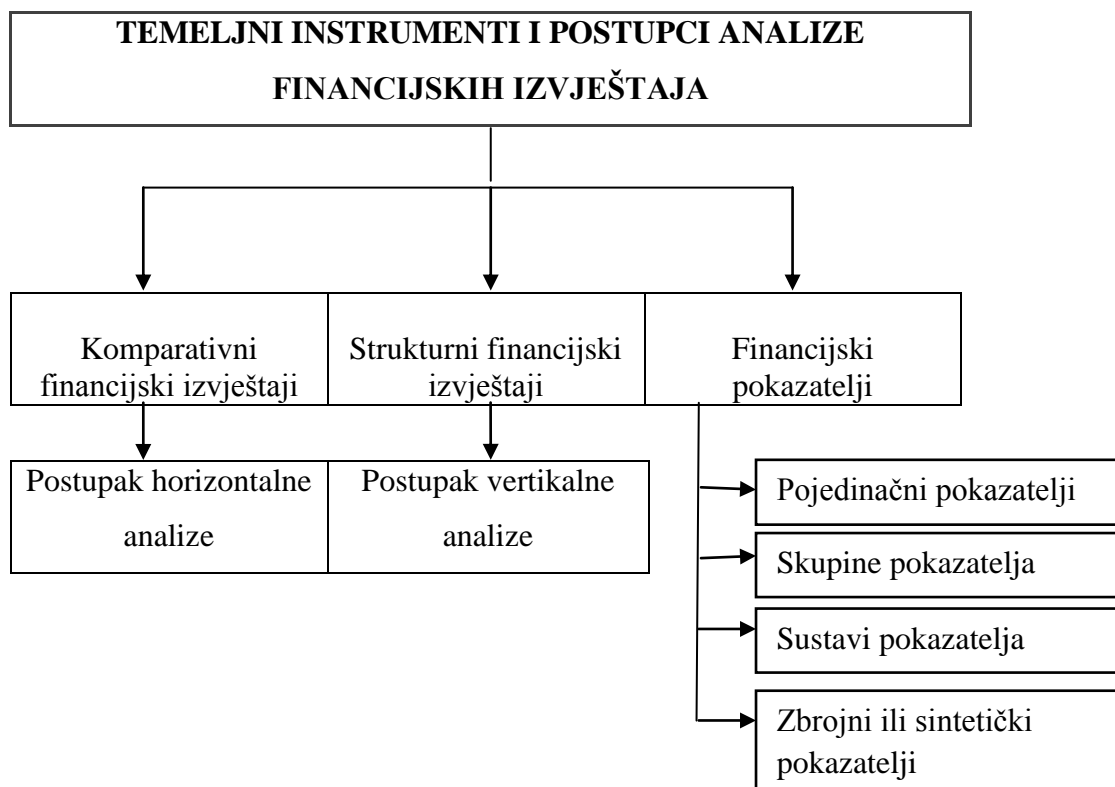 TEMELJNI INSTRUMENTI I POSTUPCI ANALIZE
FINANCIJSKIH IZVJEŠTAJA
Komparativni
financijski izvještaji
Strukturni financijski
izvještaji
Financijski
pokazatelji
Postupak horizontalne
analize
Postupak vertikalne
analize
Pojedinačni pokazatelji
Skupine pokazatelja
Sustavi pokazatelja
Zbrojni ili sintetički
pokazatelji